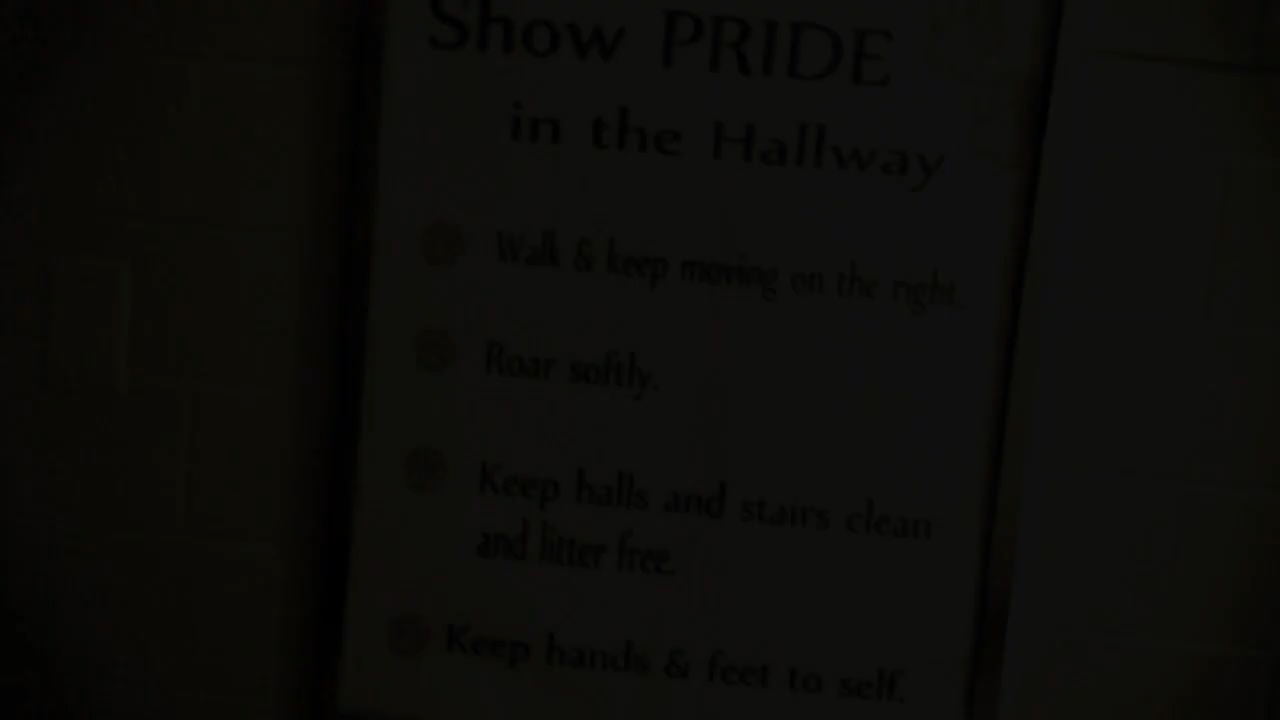 Show PRIDE
in the Hallway
Walk & keep moving on the right.
Roar softly.
Keep halls and stairs clean
and litter free.
Keep hands & feet to self.